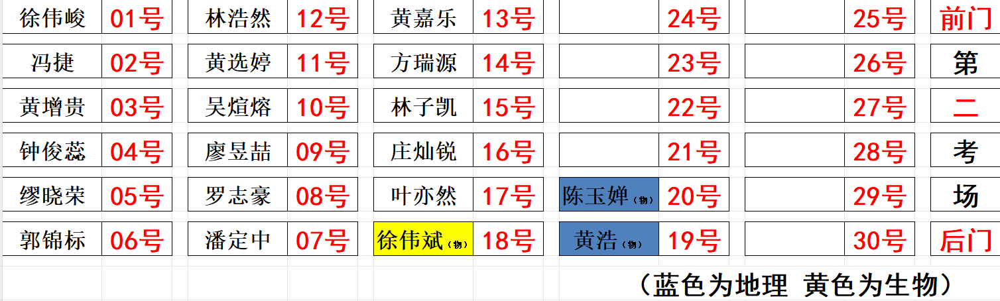 徐伟峻 01号 林浩然 12号 黄嘉乐 13号 24号 25号 前门
冯捷 02号 黄选婷 11号 方瑞源 14号 23号 26号 第
黄增贵 03号 吴煊熔 10号 林子凯 15号 22号 27号 二
钟俊蕊 04号 廖昱喆 09号 庄灿锐 16号 21号 28号 考
缪晓荣 05号 罗志豪 08号 叶亦然 17号 陈玉婵（物） 20号 29号 场
郭锦标 06号 潘定中 07号 徐伟斌（物） 18号 黄浩（物） 19号 30号 后门
（蓝色为地理 黄色为生物）